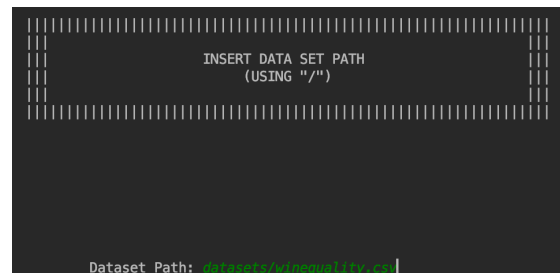 INSERT DATA SET PATH
(USING "/")
Dataset Path: datasets/winequality.csv